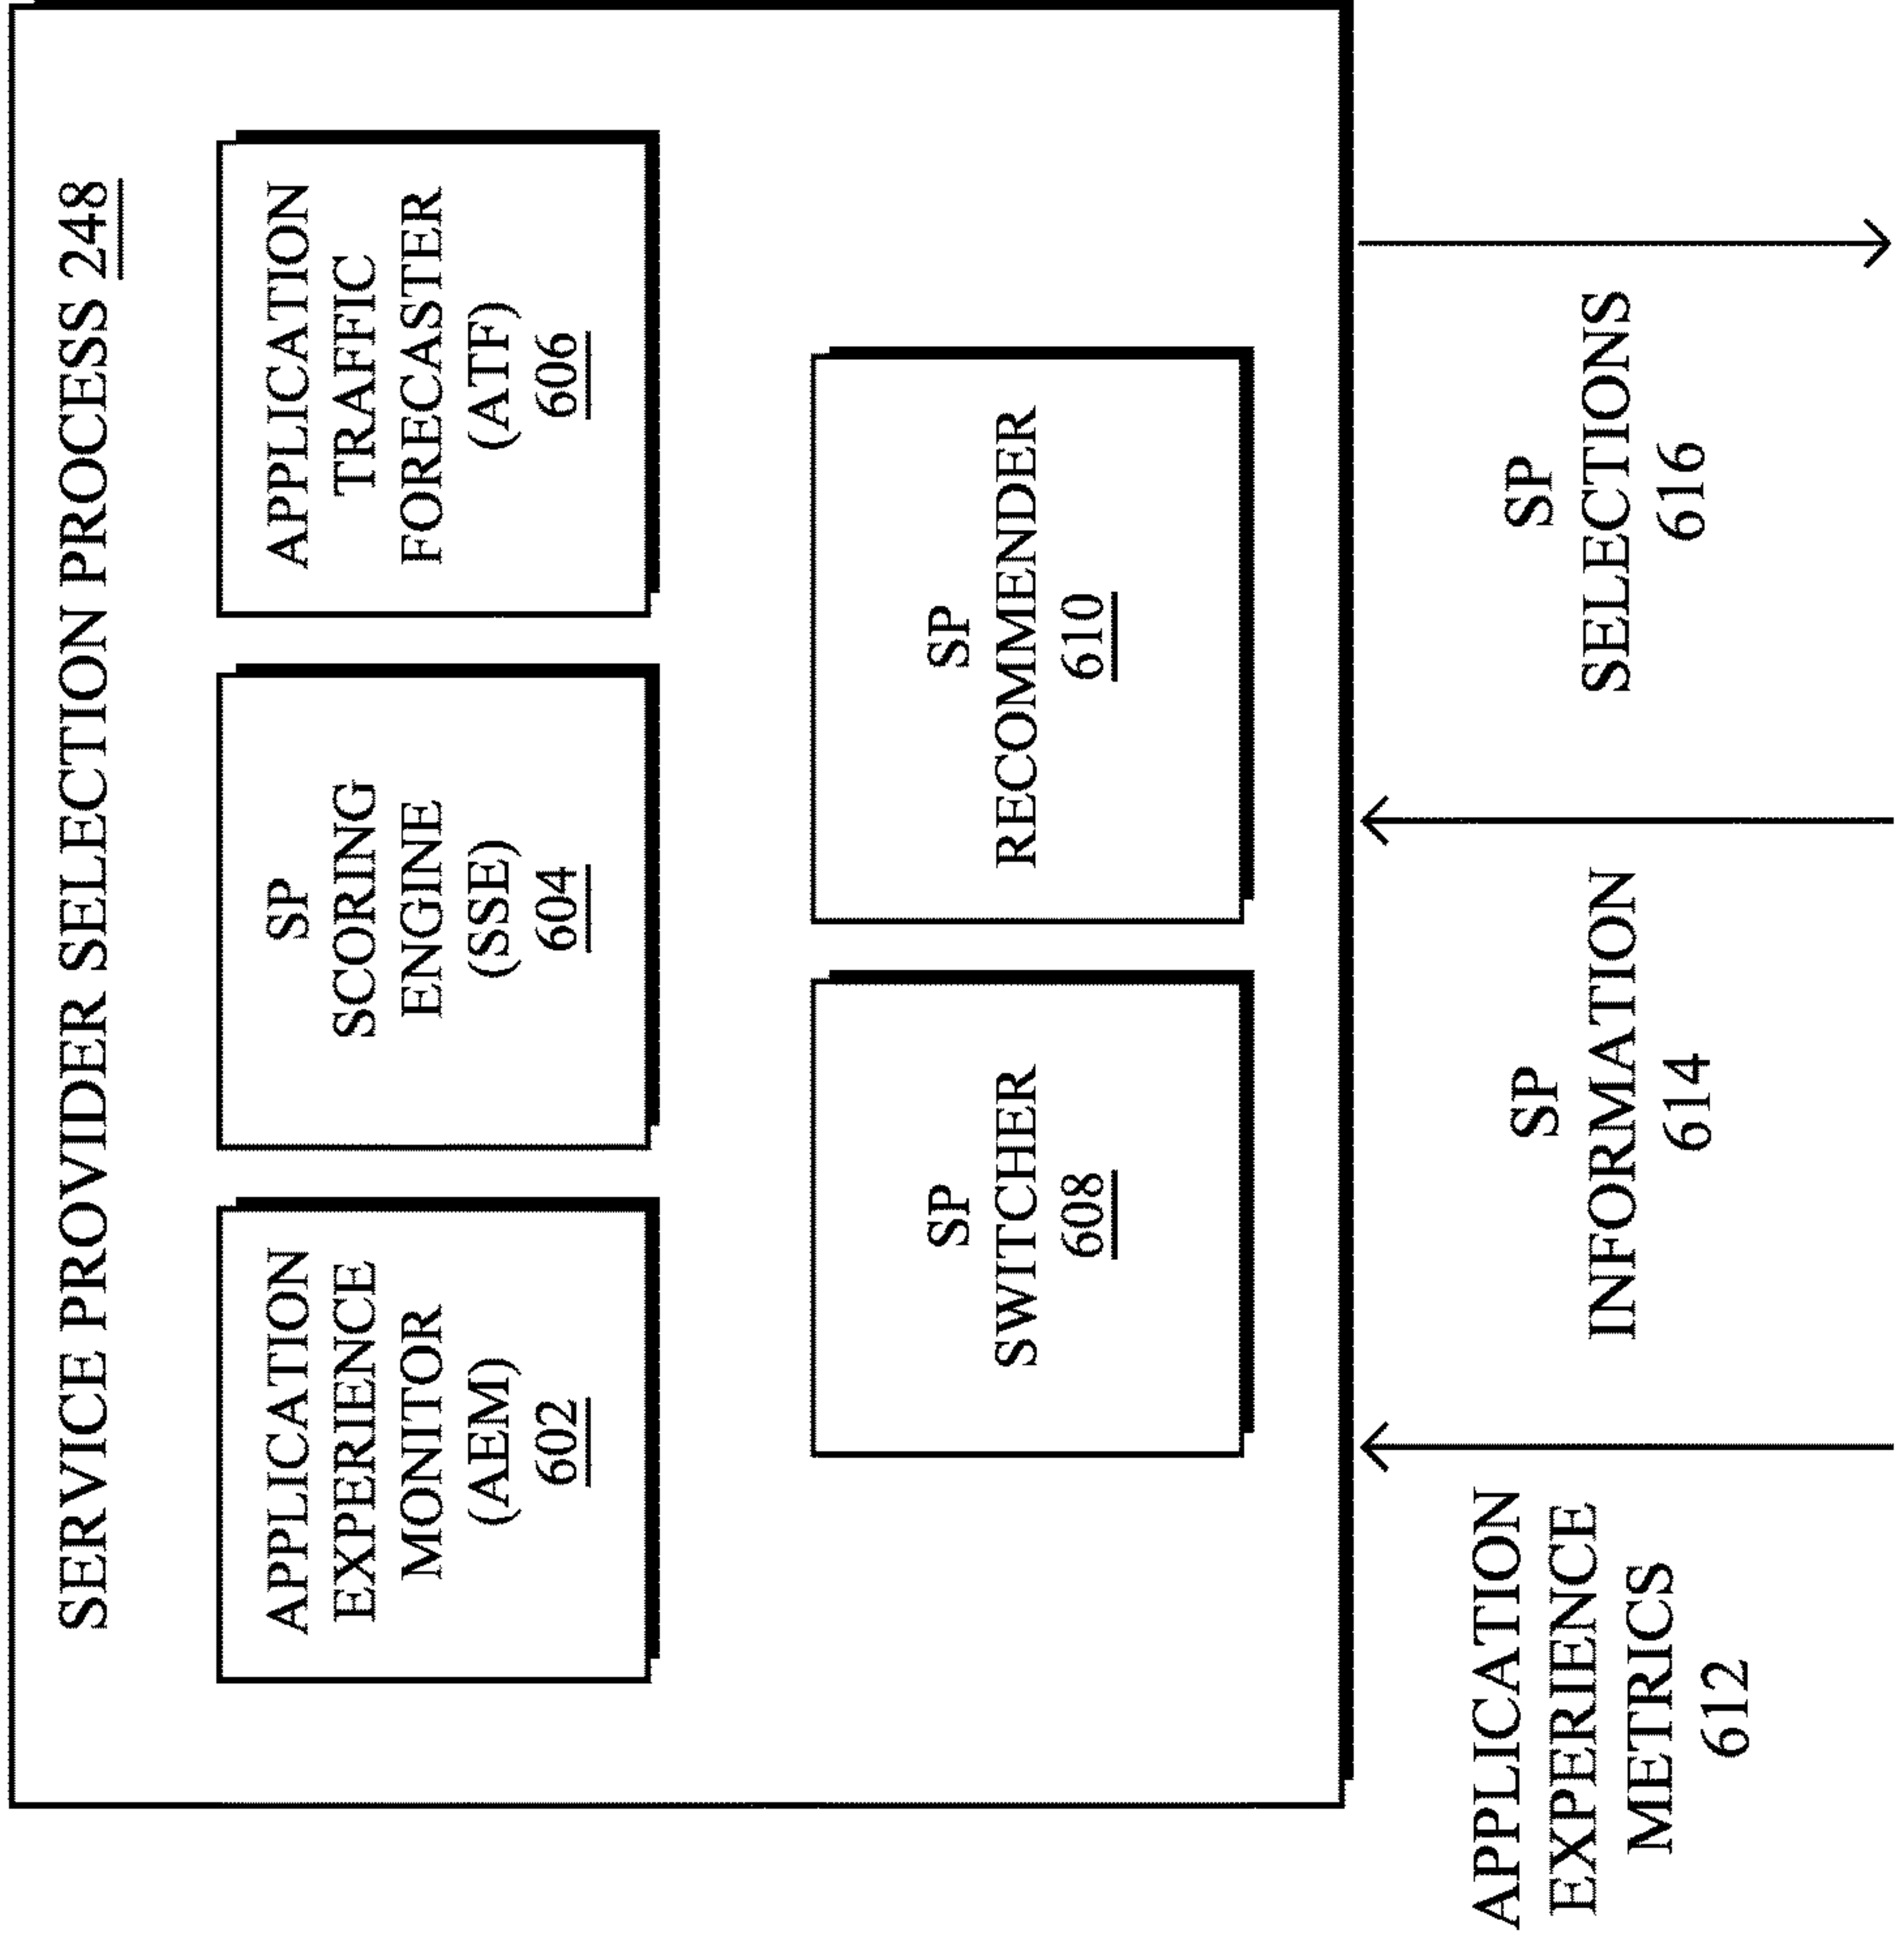 SERVICE PROVIDER SELECTION PROCESS 248
APPLICATION
EXPERIENCE
MONITOR
(AEM)
602
SP
SCORING
ENGINE
(SSE)
604
APPLICATION
TRAFFIC
FORECASTER
(ATF)
606
SP
SWITCHER
608
SP
RECOMMENDER
610
APPLICATION
EXPERIENCE
METRICS
612
SP
INFORMATION
614
SP
SELECTIONS
616